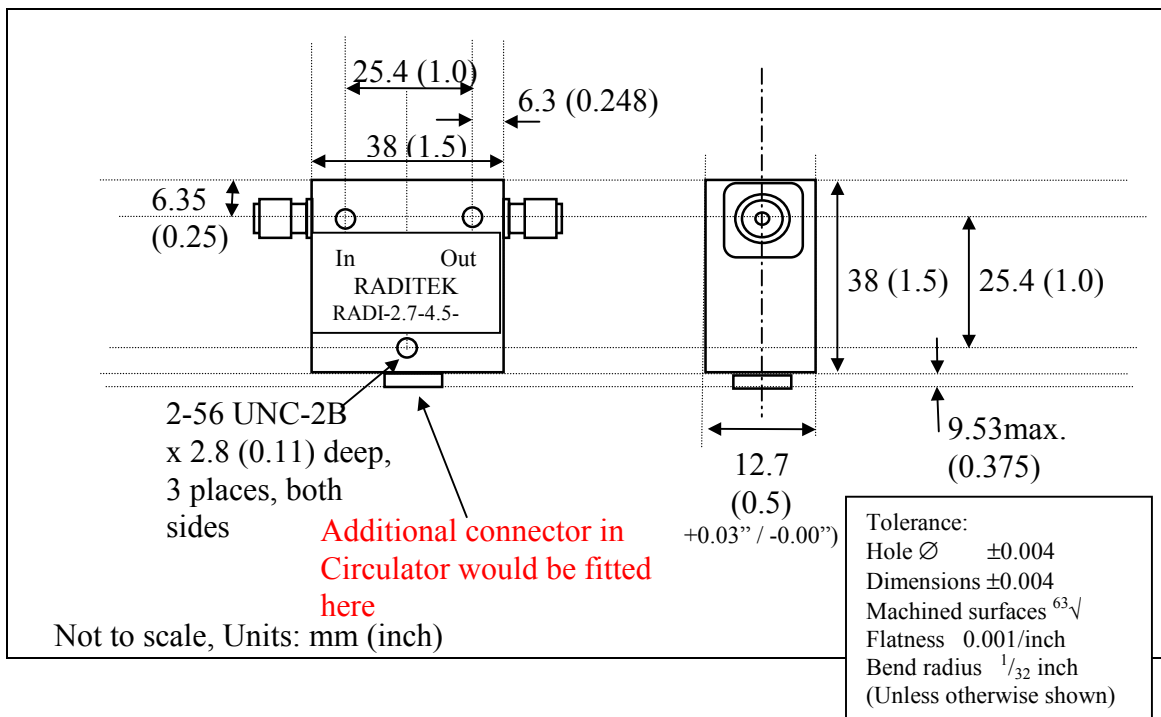 25.4 (1.0)
6.3 (0.248)
38 (1.5)
6.35
(0.25)
In Out
RADITEK
RADI-2.7-4.5-
38 (1.5)
25.4 (1.0)
2-56 UNC-2B
x 2.8 (0.11) deep,
3 places, both
sides
Additional connector in
Circulator would be fitted
here
12.7
(0.5)
+0.03” / -0.00”)
9.53max.
(0.375)
Not to scale, Units: mm (inch)
Tolerance:
Hole ∅ ±0.004
Dimensions ±0.004
Machined surfaces ⁶³√
Flatness 0.001/inch
Bend radius ¹/₃₂ inch
(Unless otherwise shown)